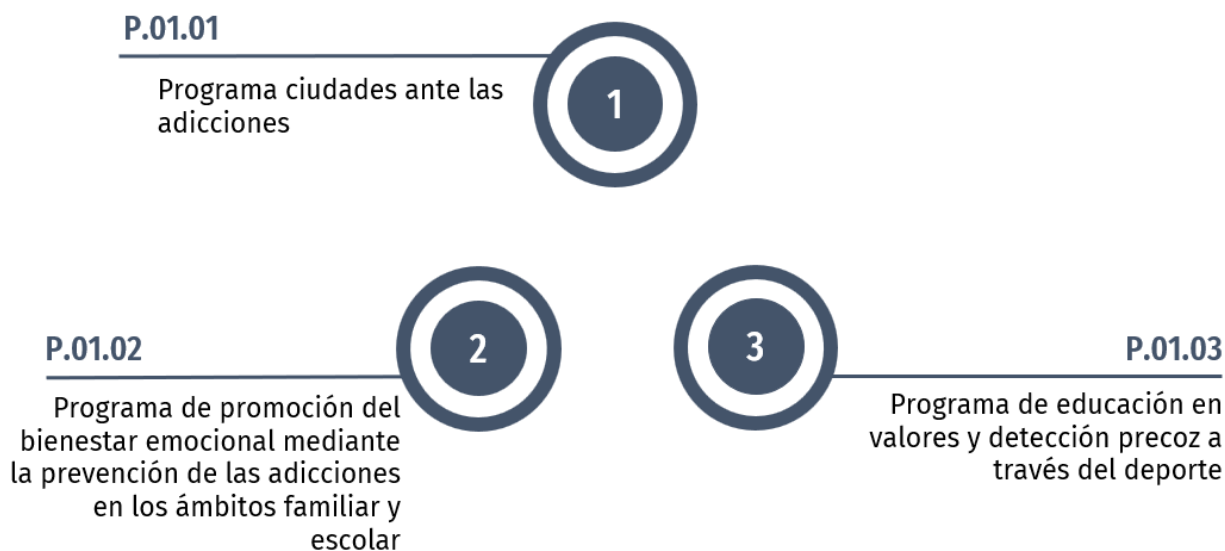 P.01.01
Programa ciudades ante las
adicciones
1
2
P.01.02
Programa de promoción del
bienestar emocional mediante
la prevención de las adicciones
en los ámbitos familiar y
escolar
3
P.01.03
Programa de educación en
valores y detección precoz a
través del deporte